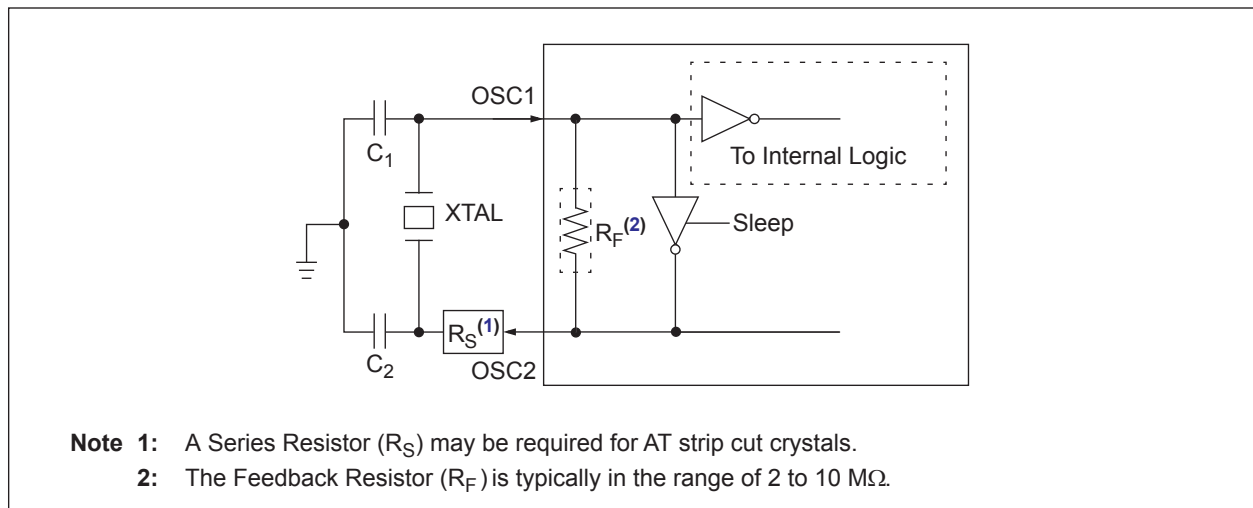 OSC1
C1
To Internal Logic
XTAL
RF(2)
Sleep
RS(1)
C2
OSC2
Note 1: A Series Resistor (RS) may be required for AT strip cut crystals.
2: The Feedback Resistor (RF) is typically in the range of 2 to 10 MΩ.